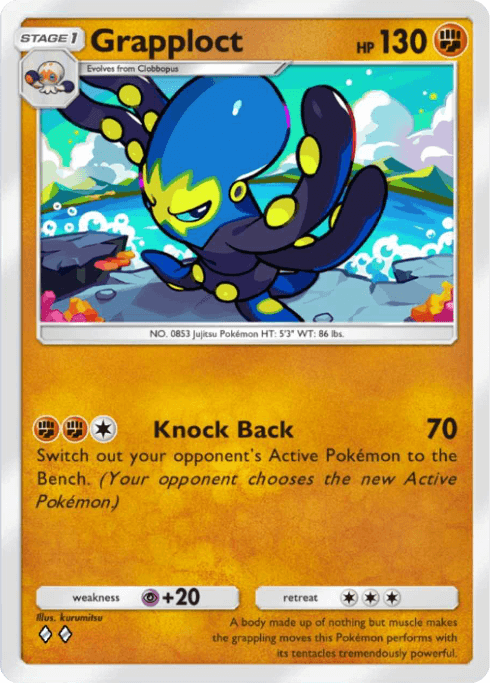 STAGE 1
Grapploct
HP 130
Evolves from Clobbopus
NO. 0853 Jujitsu Pokémon HT: 5'3" WT: 86 lbs.
Knock Back 70
Switch out your opponent's Active Pokémon to the
Bench. (Your opponent chooses the new Active
Pokémon.)
weakness +20
retreat
Illus. kurumitsu
A body made up of nothing but muscle makes
the grappling moves this Pokémon performs with
its tentacles tremendously powerful.